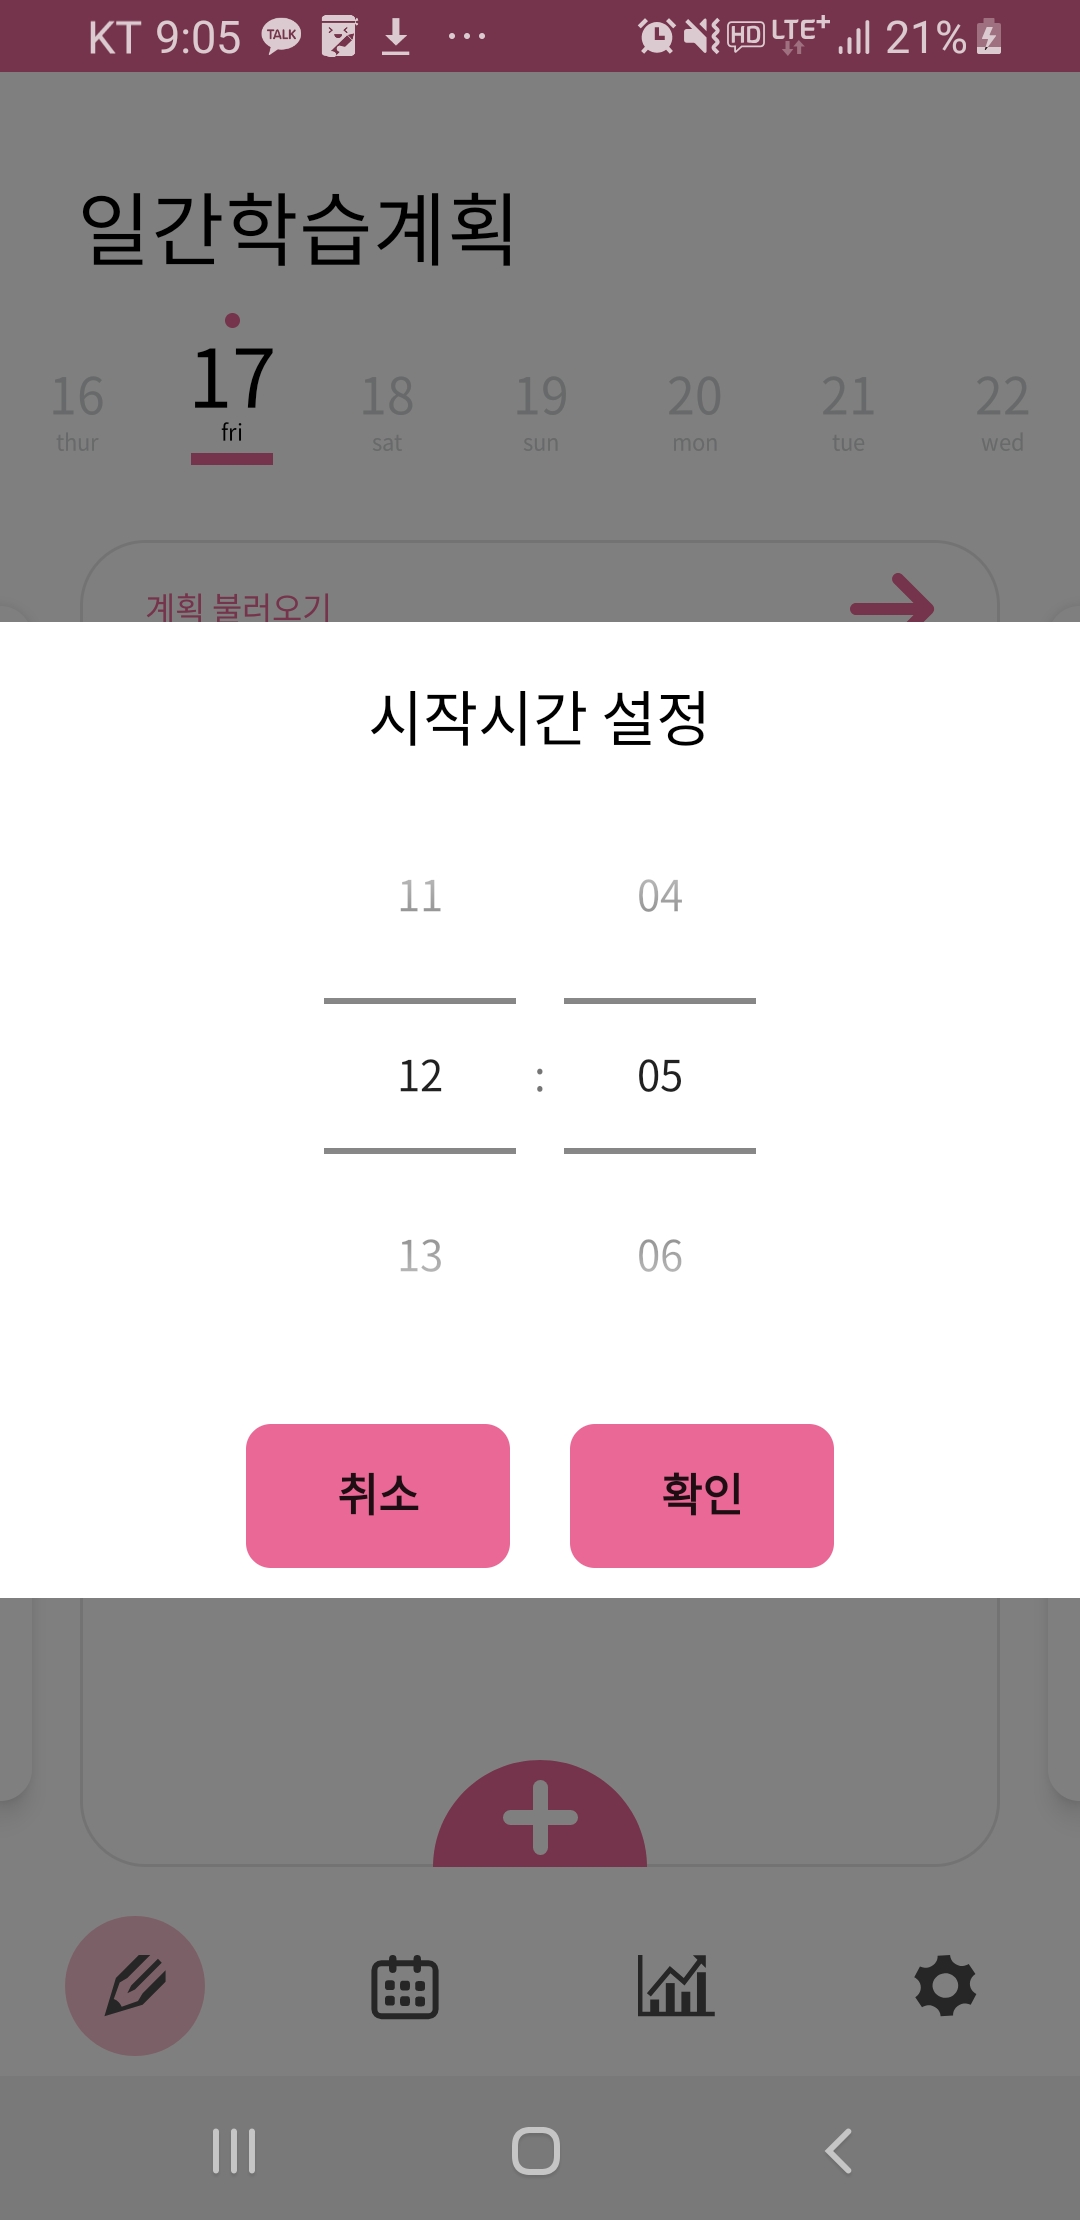 KT 9:05 TALK ... HD LTE+ 21%
일간학습계획
16 17 18 19 20 21 22
thur fri sat sun mon tue wed
계획 불러오기
시작시간 설정
11 04
12 : 05
13 06
취소 확인